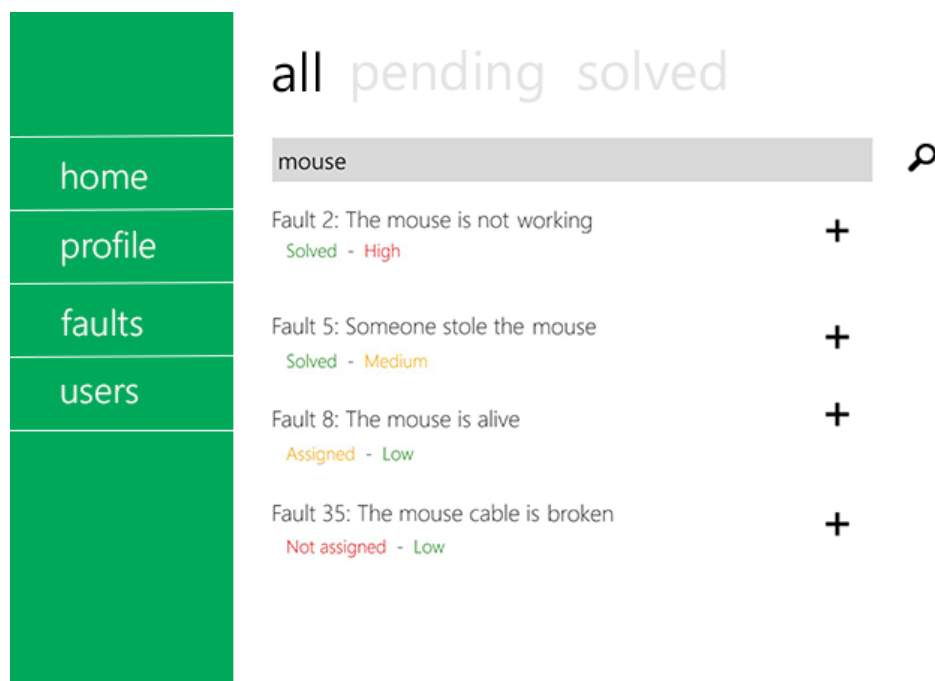 all pending solved
home
profile
faults
users
mouse
Fault 2: The mouse is not working
Solved - High
Fault 5: Someone stole the mouse
Solved - Medium
Fault 8: The mouse is alive
Assigned - Low
Fault 35: The mouse cable is broken
Not assigned - Low